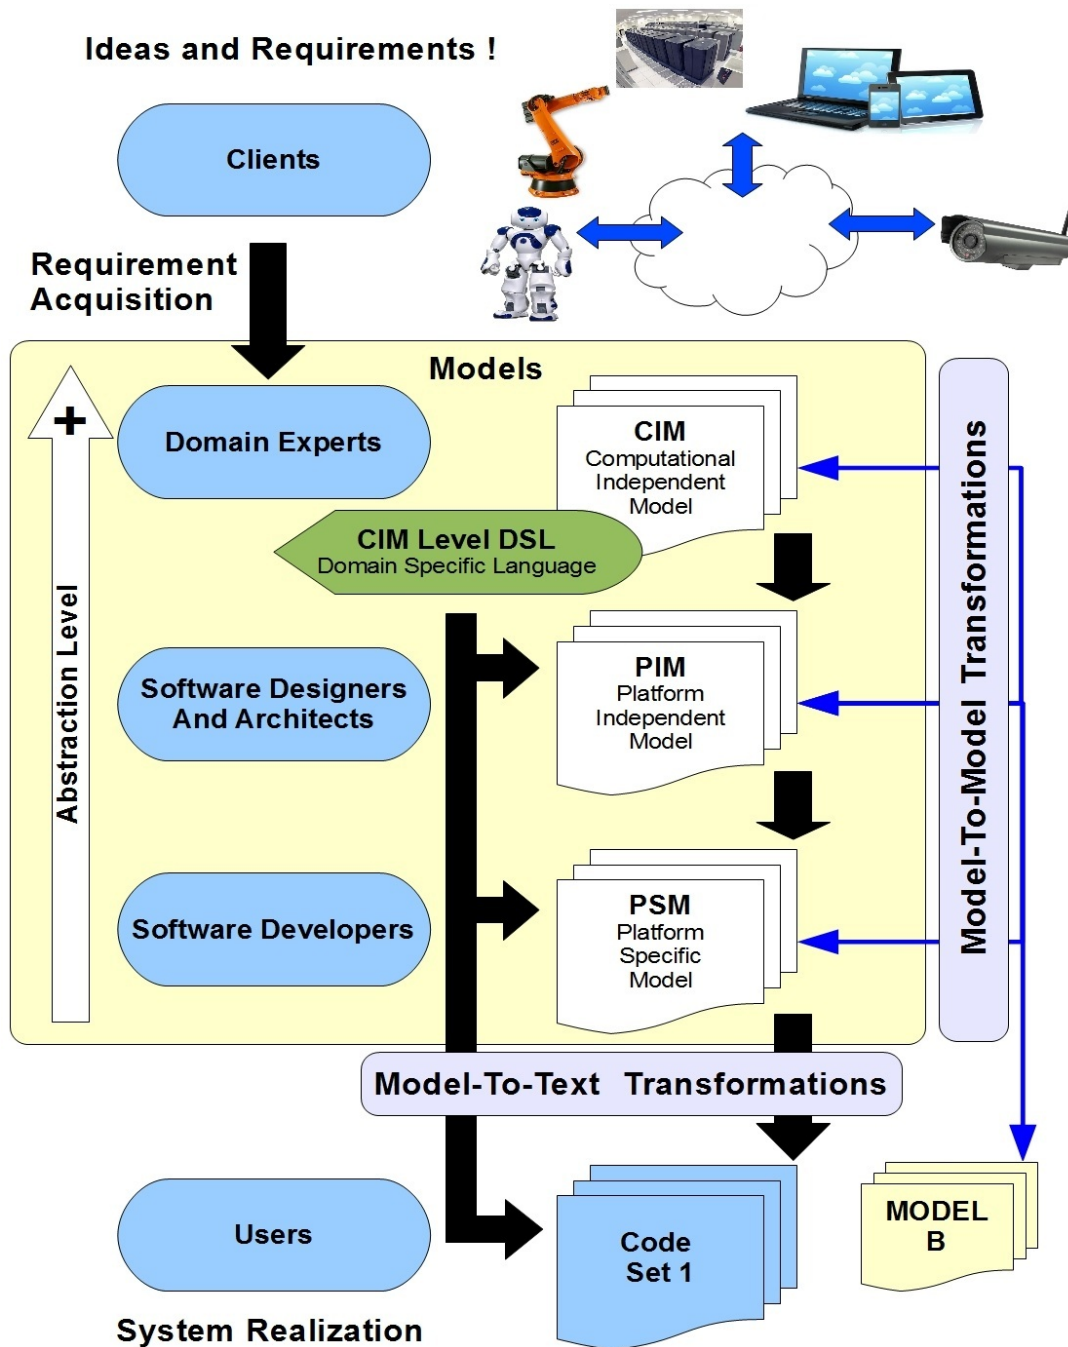 Ideas and Requirements !
Clients
Requirement
Acquisition
Models
+
Domain Experts
CIM
Computational
Independent
Model
CIM Level DSL
Domain Specific Language
Abstraction Level
Software Designers
And Architects
PIM
Platform
Independent
Model
Software Developers
PSM
Platform
Specific
Model
Model-To-Model Transformations
Model-To-Text Transformations
Users
Code
Set 1
MODEL
B
System Realization